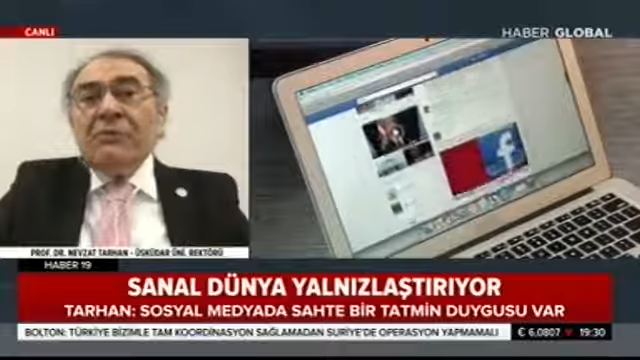 CANLI
HABER GLOBAL
PROF. DR. NEVZAT TARHAN - ÜSKÜDAR ÜNİ. REKTÖRÜ
HABER 19
SANAL DÜNYA YALNIZLAŞTIRIYOR
TARHAN: SOSYAL MEDYADA SAHTE BİR TATMİN DUYGUSU VAR
BOLTON: TÜRKİYE BİZİMLE TAM KOORDİNASYON SAĞLAMADAN SURİYE'DE OPERASYON YAPMAMALI
€ 6,0807 19:30